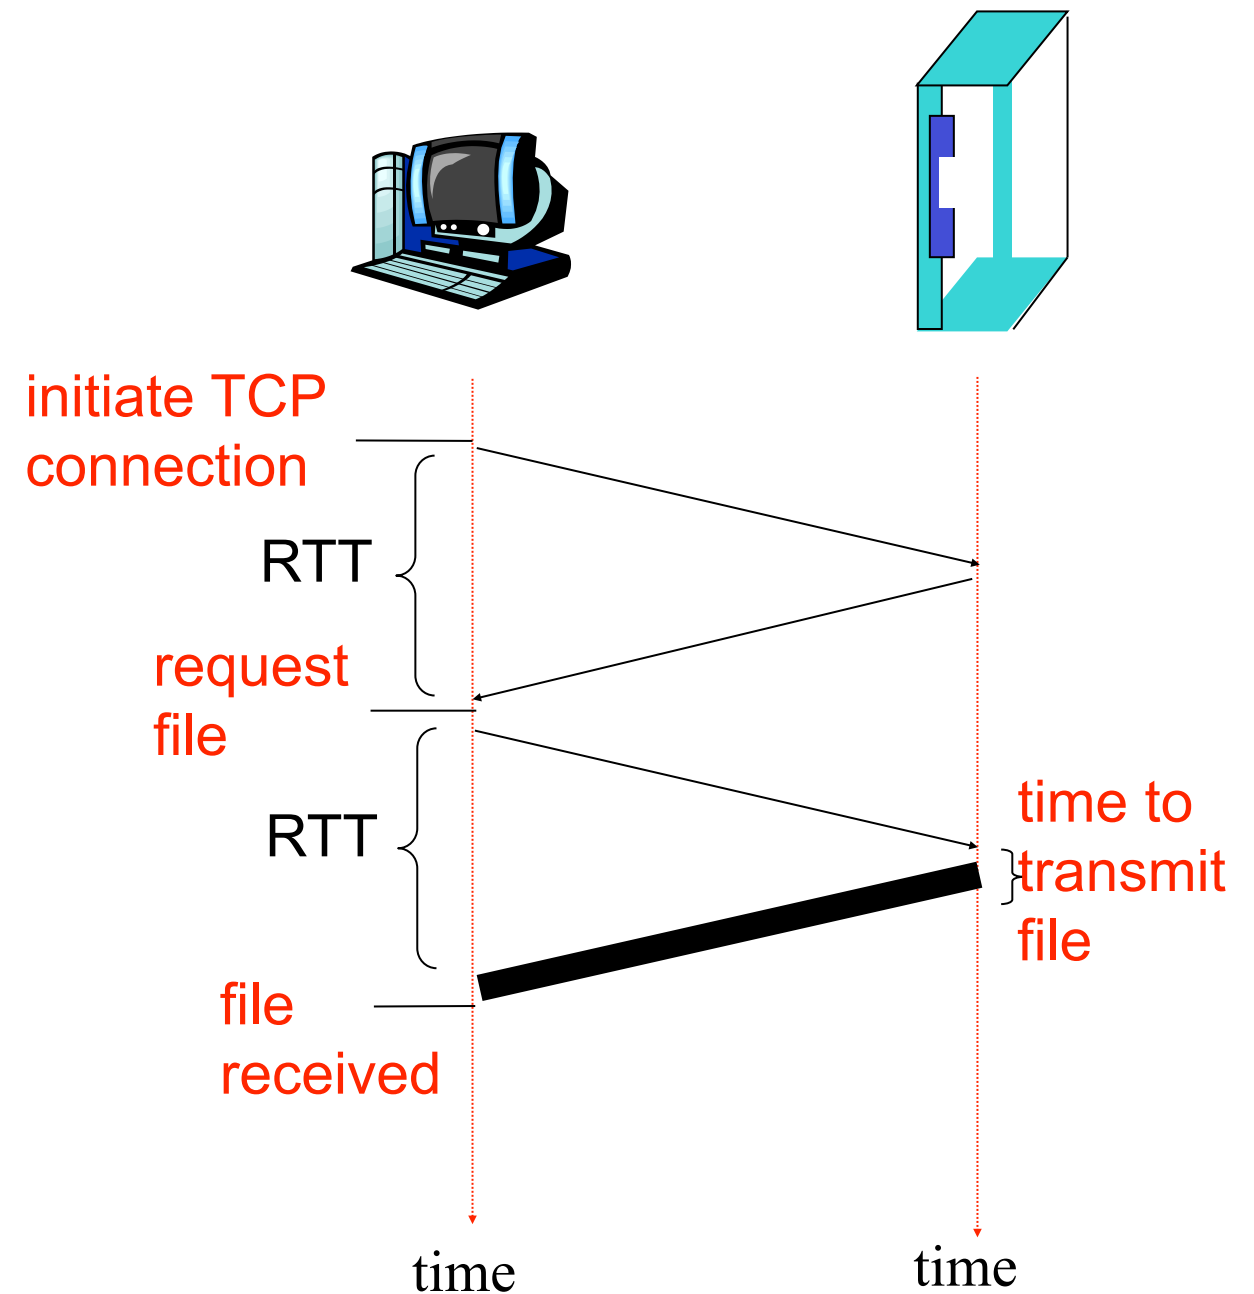 initiate TCP
connection
RTT
request
file
RTT
time to
transmit
file
file
received
time
time